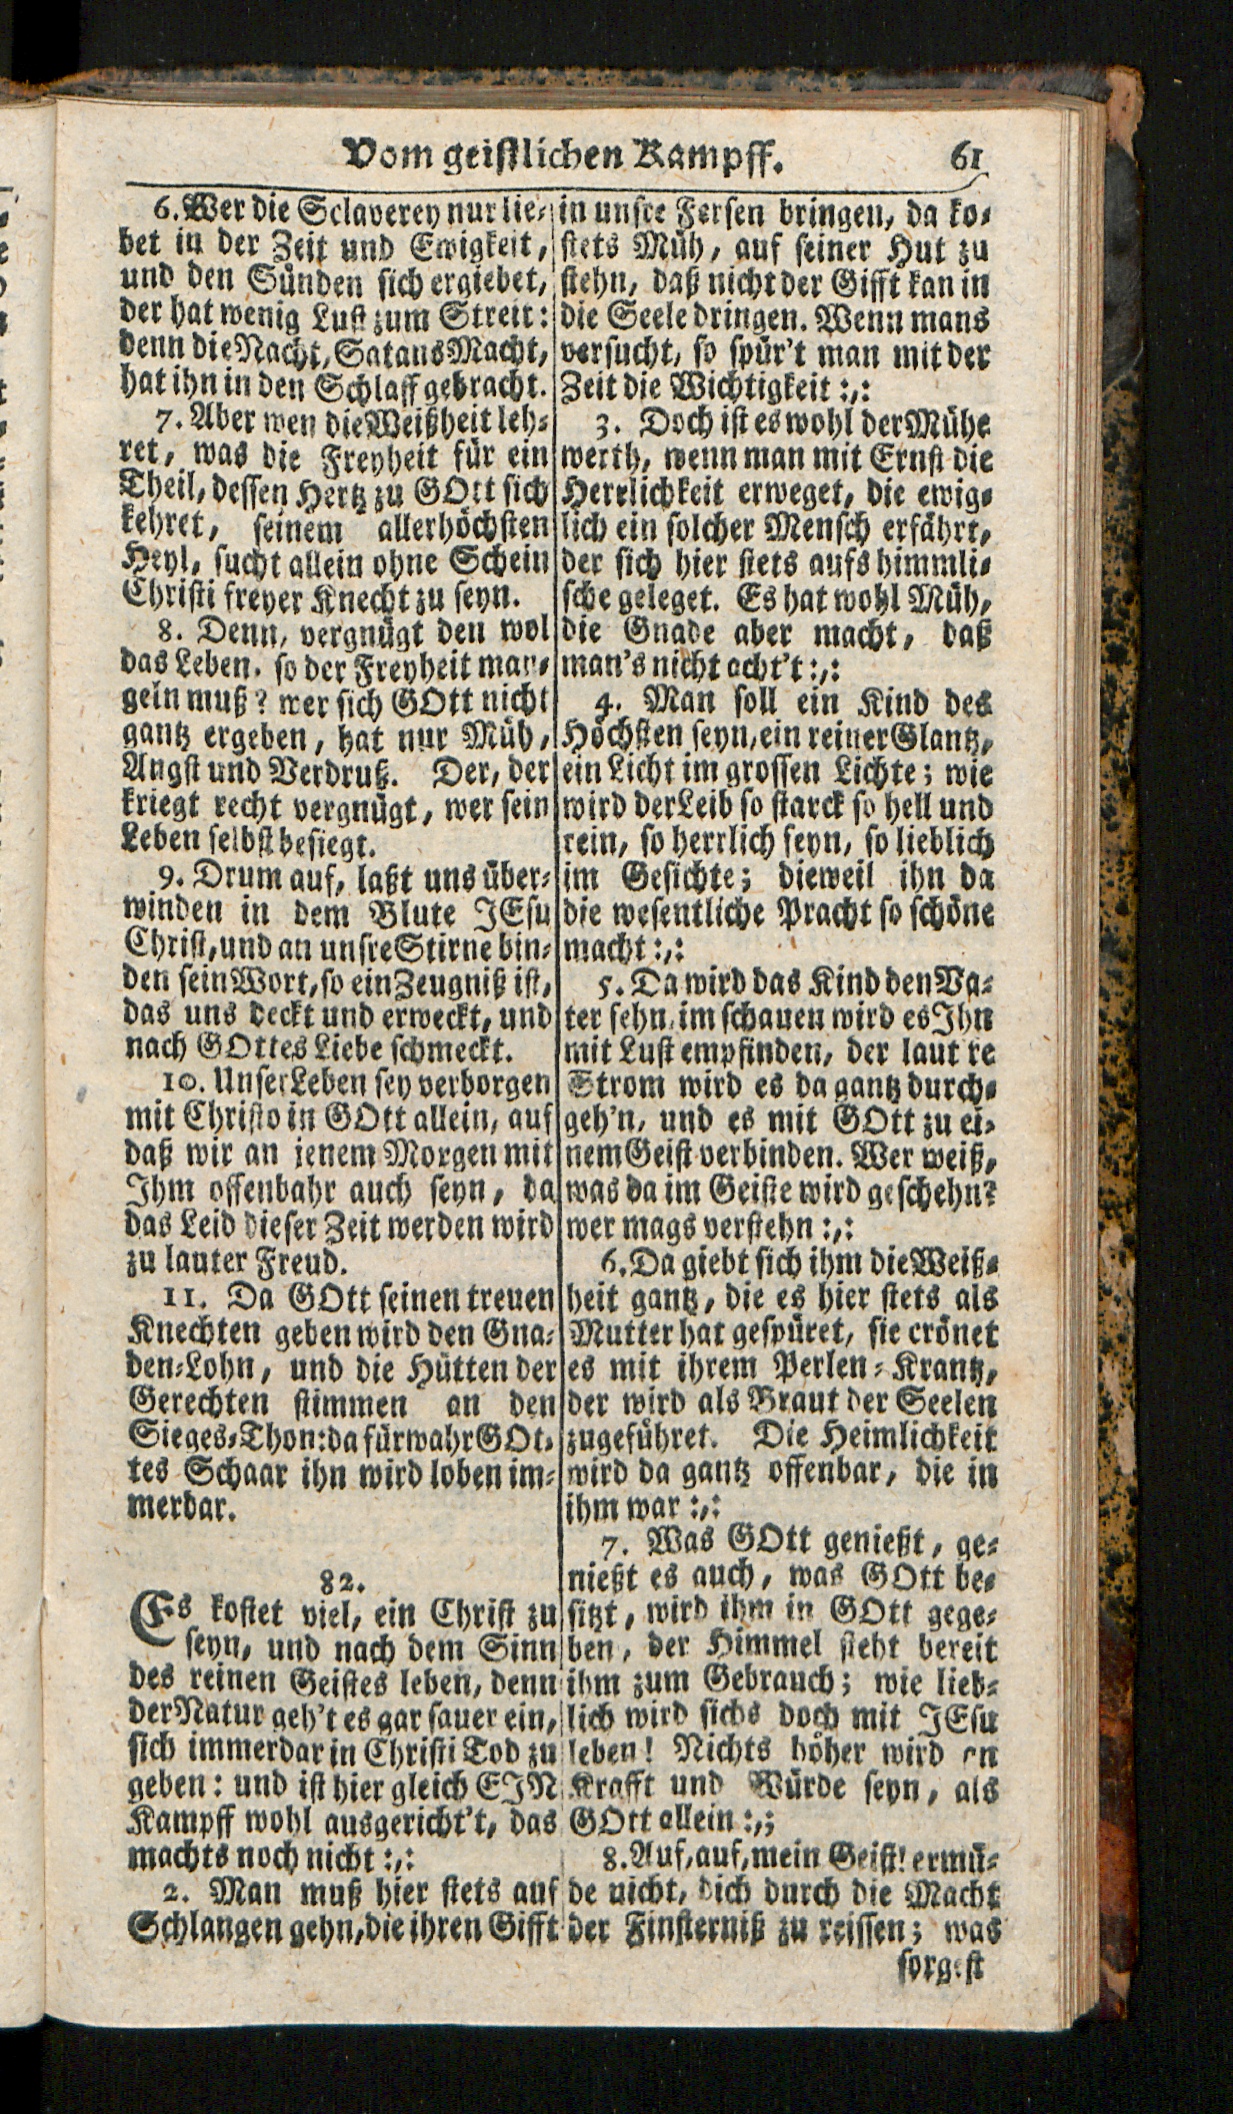 Vom geistlichen Kampff. 61
6. Wer die Sclaverey nur lie-
bet in der Zeit und Ewigkeit,
und den Sünden sich ergiebet,
der hat wenig Lust zum Streit:
denn die Nacht, Satans Macht,
hat ihn in den Schlaff gebracht.
7. Aber wen die Weißheit leh-
ret, was die Freyheit für ein
Theil, dessen Hertz zu GOtt sich
kehret, seinem allerhöchsten
Heyl, sucht allein ohne Schein
Christi freyer Knecht zu seyn.
8. Denn, vergnügt den wol
das Leben, so der Freyheit man-
geln muß? wer sich GOtt nicht
gantz ergeben, hat nur Müh,
Angst und Verdruß. Der, der
kriegt recht vergnügt, wer sein
Leben selbst besiegt.
9. Drum auf, laßt uns über-
winden in dem Blute JEsu
Christ, und an unsre Stirne bin-
den sein Wort, so ein Zeugniß ist,
das uns deckt und erweckt, und
nach GOttes Liebe schmeckt.
10. Unser Leben sey verborgen
mit Christo in GOtt allein, auf
daß wir an jenem Morgen mit
Ihm offenbahr auch seyn, da
das Leid dieser Zeit werden wird
zu lauter Freud.
11. Da GOtt seinen treuen
Knechten geben wird den Gna-
den-Lohn, und die Hütten der
Gerechten stimmen an den
Sieges-Thon: da fürwahr GOt-
tes Schaar ihn wird loben im-
merdar.
82.
Es kostet viel, ein Christ zu
seyn, und nach dem Sinn
des reinen Geistes leben, denn
der Natur geh't es gar sauer ein,
sich immerdar in Christi Tod zu
geben: und ist hier gleich EIN
Kampff wohl ausgericht't, das
machts noch nicht :,:
2. Man muß hier stets auf
Schlangen gehn, die ihren Gifft
in unsre Fersen bringen, da ko-
stets Müh, auf seiner Hut zu
stehn, daß nicht der Gifft kan in
die Seele dringen. Wenn mans
versucht, so spür't man mit der
Zeit die Wichtigkeit :,:
3. Doch ist es wohl der Mühe
werth, wenn man mit Ernst die
Herrlichkeit erweget, die ewig-
lich ein solcher Mensch erfährt,
der sich hier stets aufs himmli-
sche geleget. Es hat wohl Müh,
die Gnade aber macht, daß
man's nicht acht't :,:
4. Man soll ein Kind des
Höchsten seyn, ein reiner Glantz,
ein Licht im grossen Lichte; wie
wird der Leib so starck so hell und
rein, so herrlich seyn, so lieblich
im Gesichte; dieweil ihn da
die wesentliche Pracht so schöne
macht :,:
5. Da wird das Kind den Va-
ter sehn, im schauen wird es Ihn
mit Lust empfinden, der laut're
Strom wird es da gantz durch-
geh'n, und es mit GOtt zu ei-
nem Geist verbinden. Wer weiß,
was da im Geiste wird geschehn?
wer mags verstehn :,:
6. Da giebt sich ihm die Weiß-
heit gantz, die es hier stets als
Mutter hat gespüret, sie crönet
es mit ihrem Perlen-Krantz,
der wird als Braut der Seelen
zugeführet. Die Heimlichkeit
wird da gantz offenbar, die in
ihm war :,:
7. Was GOtt genießt, ge-
nießt es auch, was GOtt be-
sitzt, wird ihm in GOtt gege-
ben, der Himmel steht bereit
ihm zum Gebrauch; wie lieb-
lich wird sichs doch mit JEsu
leben! Nichts höher wird an
Krafft und Würde seyn, als
GOtt allein :,;
8. Auf, auf, mein Geist! ermü-
de nicht, dich durch die Macht
der Finsterniß zu reissen; was
sorgest